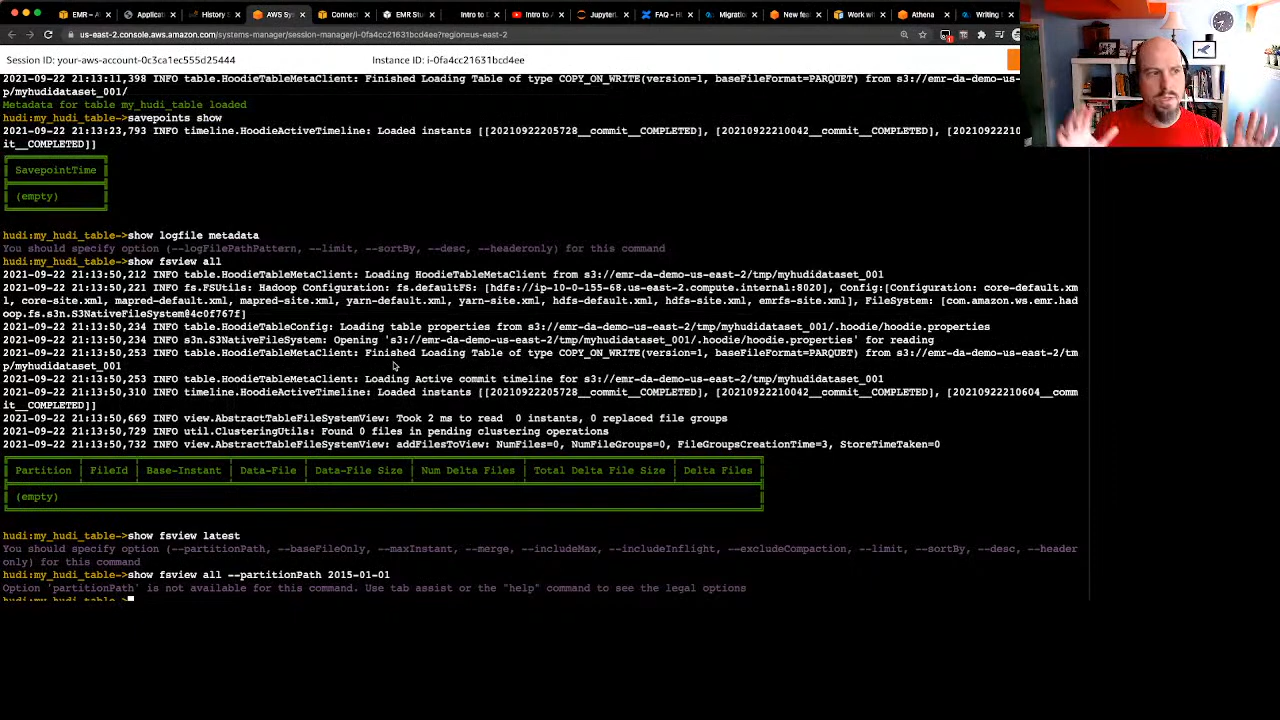 EMR – A
Applicat
History S
AWS Sy
Connect
EMR Stu
Intro to D
Intro to A
JupyterL
FAQ – H
Migratio
New fea
Work wi
Athena
Writing
us-east-2.console.aws.amazon.com/systems-manager/session-manager/i-0fa4cc21631bcd4ee?region=us-east-2
Session ID: your-aws-account-0c3ca1ec555d25444
Instance ID: i-0fa4cc21631bcd4ee
2021-09-22 21:13:11,398 INFO table.HoodieTableMetaClient: Finished Loading Table of type COPY_ON_WRITE(version=1, baseFileFormat=PARQUET) from s3://emr-da-demo-us-east-2/tm
p/myhudidataset_001/
Metadata for table my_hudi_table loaded
hudi:my_hudi_table->savepoints show
2021-09-22 21:13:23,793 INFO timeline.HoodieActiveTimeline: Loaded instants [[20210922205728__commit__COMPLETED], [20210922210042__commit__COMPLETED], [202109221
it__COMPLETED]]
SavepointTime
(empty)
hudi:my_hudi_table->show logfile metadata
You should specify option (--logFilePathPattern, --limit, --sortBy, --desc, --headeronly) for this command
hudi:my_hudi_table->show fsview all
2021-09-22 21:13:50,212 INFO table.HoodieTableMetaClient: Loading HoodieTableMetaClient from s3://emr-da-demo-us-east-2/tmp/myhudidataset_001
2021-09-22 21:13:50,221 INFO fs.FSUtils: Hadoop Configuration: fs.defaultFS: [hdfs://ip-10-0-155-68.us-east-2.compute.internal:8020], Config:[Configuration: core-default.xm
l, core-site.xml, mapred-default.xml, mapred-site.xml, yarn-default.xml, yarn-site.xml, hdfs-default.xml, hdfs-site.xml, emrfs-site.xml], FileSystem: [com.amazon.ws.emr.had
oop.fs.s3n.S3NativeFileSystem@4c0f767f]
2021-09-22 21:13:50,234 INFO table.HoodieTableConfig: Loading table properties from s3://emr-da-demo-us-east-2/tmp/myhudidataset_001/.hoodie/hoodie.properties
2021-09-22 21:13:50,234 INFO s3n.S3NativeFileSystem: Opening 's3://emr-da-demo-us-east-2/tmp/myhudidataset_001/.hoodie/hoodie.properties' for reading
2021-09-22 21:13:50,253 INFO table.HoodieTableMetaClient: Finished Loading Table of type COPY_ON_WRITE(version=1, baseFileFormat=PARQUET) from s3://emr-da-demo-us-east-2/tm
p/myhudidataset_001
2021-09-22 21:13:50,253 INFO table.HoodieTableMetaClient: Loading Active commit timeline for s3://emr-da-demo-us-east-2/tmp/myhudidataset_001
2021-09-22 21:13:50,310 INFO timeline.HoodieActiveTimeline: Loaded instants [[20210922205728__commit__COMPLETED], [20210922210042__commit__COMPLETED], [20210922210604__comm
it__COMPLETED]]
2021-09-22 21:13:50,669 INFO view.AbstractTableFileSystemView: Took 2 ms to read  0 instants, 0 replaced file groups
2021-09-22 21:13:50,729 INFO util.ClusteringUtils: Found 0 files in pending clustering operations
2021-09-22 21:13:50,732 INFO view.AbstractTableFileSystemView: addFilesToView: NumFiles=0, NumFileGroups=0, FileGroupsCreationTime=3, StoreTimeTaken=0
Partition FileId Base-Instant Data-File Data-File Size Num Delta Files Total Delta File Size Delta Files
(empty)
hudi:my_hudi_table->show fsview latest
You should specify option (--partitionPath, --baseFileOnly, --maxInstant, --merge, --includeMax, --includeInflight, --excludeCompaction, --limit, --sortBy, --desc, --header
only) for this command
hudi:my_hudi_table->show fsview all --partitionPath 2015-01-01
Option 'partitionPath' is not available for this command. Use tab assist or the "help" command to see the legal options
hudi:my_hudi_table->